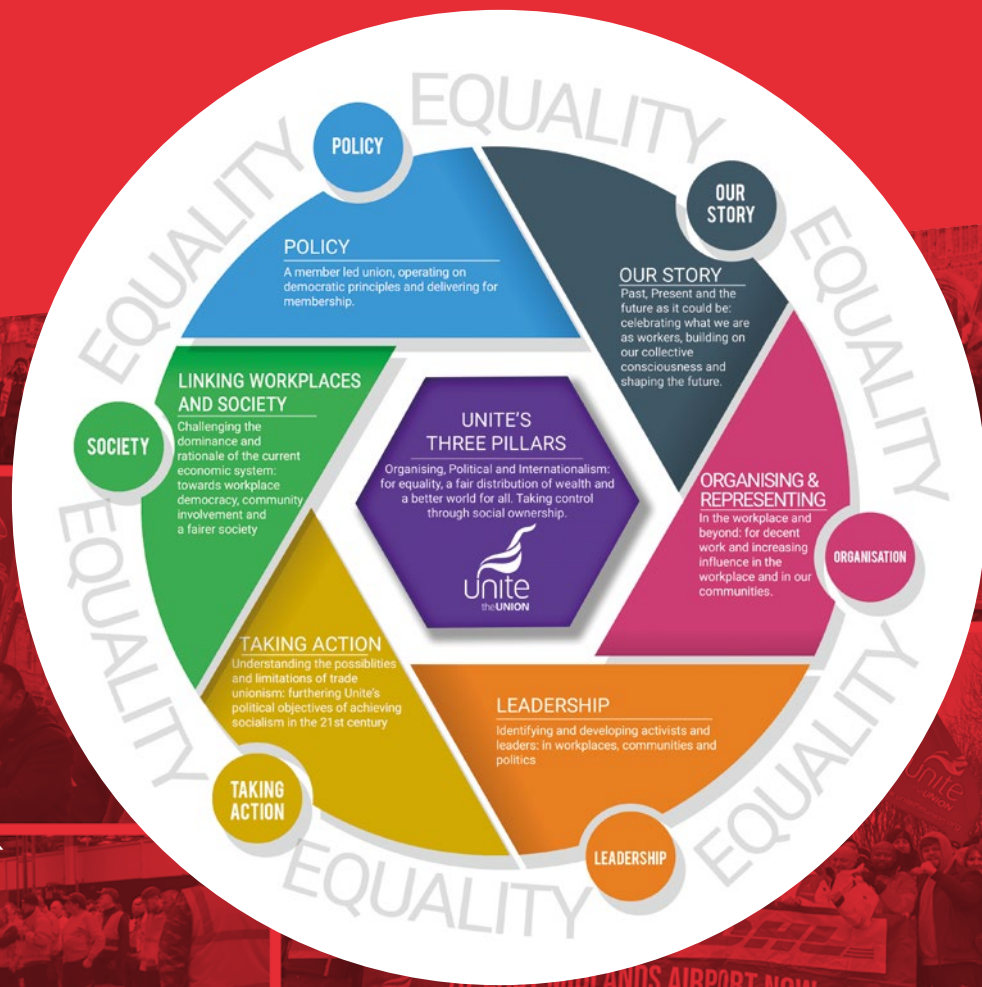 EQUALITY
EQUALITY
EQUALITY
EQUALITY
EQUALITY
EQUALITY
POLICY
POLICY
A member led union, operating on
democratic principles and delivering for
membership.
OUR
STORY
OUR STORY
Past, Present and the
future as it could be:
celebrating what we are
as workers, building on
our collective
consciousness and
shaping the future.
SOCIETY
LINKING WORKPLACES
AND SOCIETY
Challenging the
dominance and
rationale of the current
economic system:
towards workplace
democracy, community
involvement and
a fairer society
UNITE'S
THREE PILLARS
Organising, Political and Internationalism:
for equality, a fair distribution of wealth and
a better world for all. Taking control
through social ownership.
unite
the UNION
ORGANISING &
REPRESENTING
In the workplace and
beyond: for decent
work and increasing
influence in the
workplace and in our
communities.
ORGANISATION
TAKING ACTION
Understanding the possiblities
and limitations of trade
unionism: furthering Unite's
political objectives of achieving
socialism in the 21st century
TAKING
ACTION
LEADERSHIP
Identifying and developing activists and
leaders: in workplaces, communities and
politics
LEADERSHIP
unite
DHL
MIDLANDS AIRPORT NOW